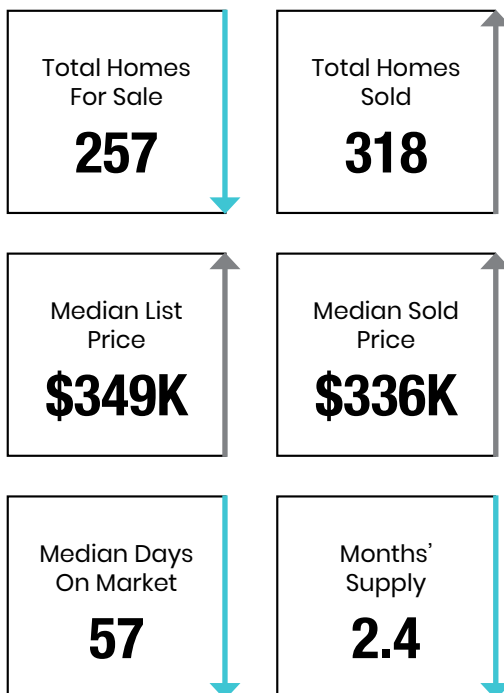 Total Homes
For Sale
257
Total Homes
Sold
318
Median List
Price
$349K
Median Sold
Price
$336K
Median Days
On Market
57
Months’
Supply
2.4